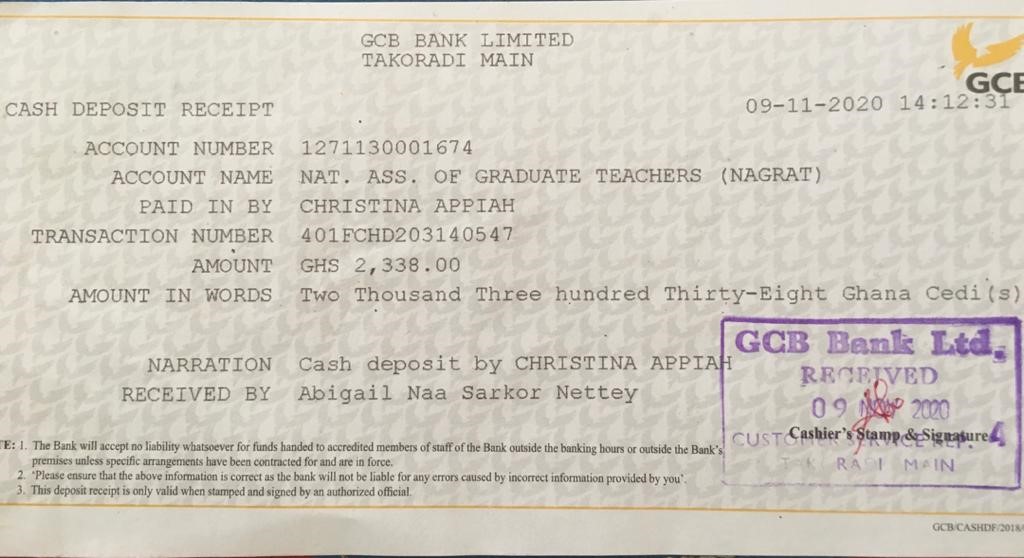 GCB BANK LIMITED
TAKORADI MAIN
GCB
CASH DEPOSIT RECEIPT 09-11-2020 14:12:31
ACCOUNT NUMBER 1271130001674
ACCOUNT NAME NAT. ASS. OF GRADUATE TEACHERS (NAGRAT)
PAID IN BY CHRISTINA APPIAH
TRANSACTION NUMBER 401FCHD203140547
AMOUNT GHS 2,338.00
AMOUNT IN WORDS Two Thousand Three hundred Thirty-Eight Ghana Cedi(s)
NARRATION Cash deposit by CHRISTINA APPIAH
RECEIVED BY Abigail Naa Sarkor Nettey
GCB Bank Ltd.
RECEIVED
09 2020
Cashier's Stamp & Signature 4
RADI MAIN
TE: 1. The Bank will accept no liability whatsoever for funds handed to accredited members of staff of the Bank outside the banking hours or outside the Bank's
premises unless specific arrangements have been contracted for and are in force.
2. 'Please ensure that the above information is correct as the bank will not be liable for any errors caused by incorrect information provided by you'.
3. This deposit receipt is only valid when stamped and signed by an authorized official.
GCB/CASHDF/2018/